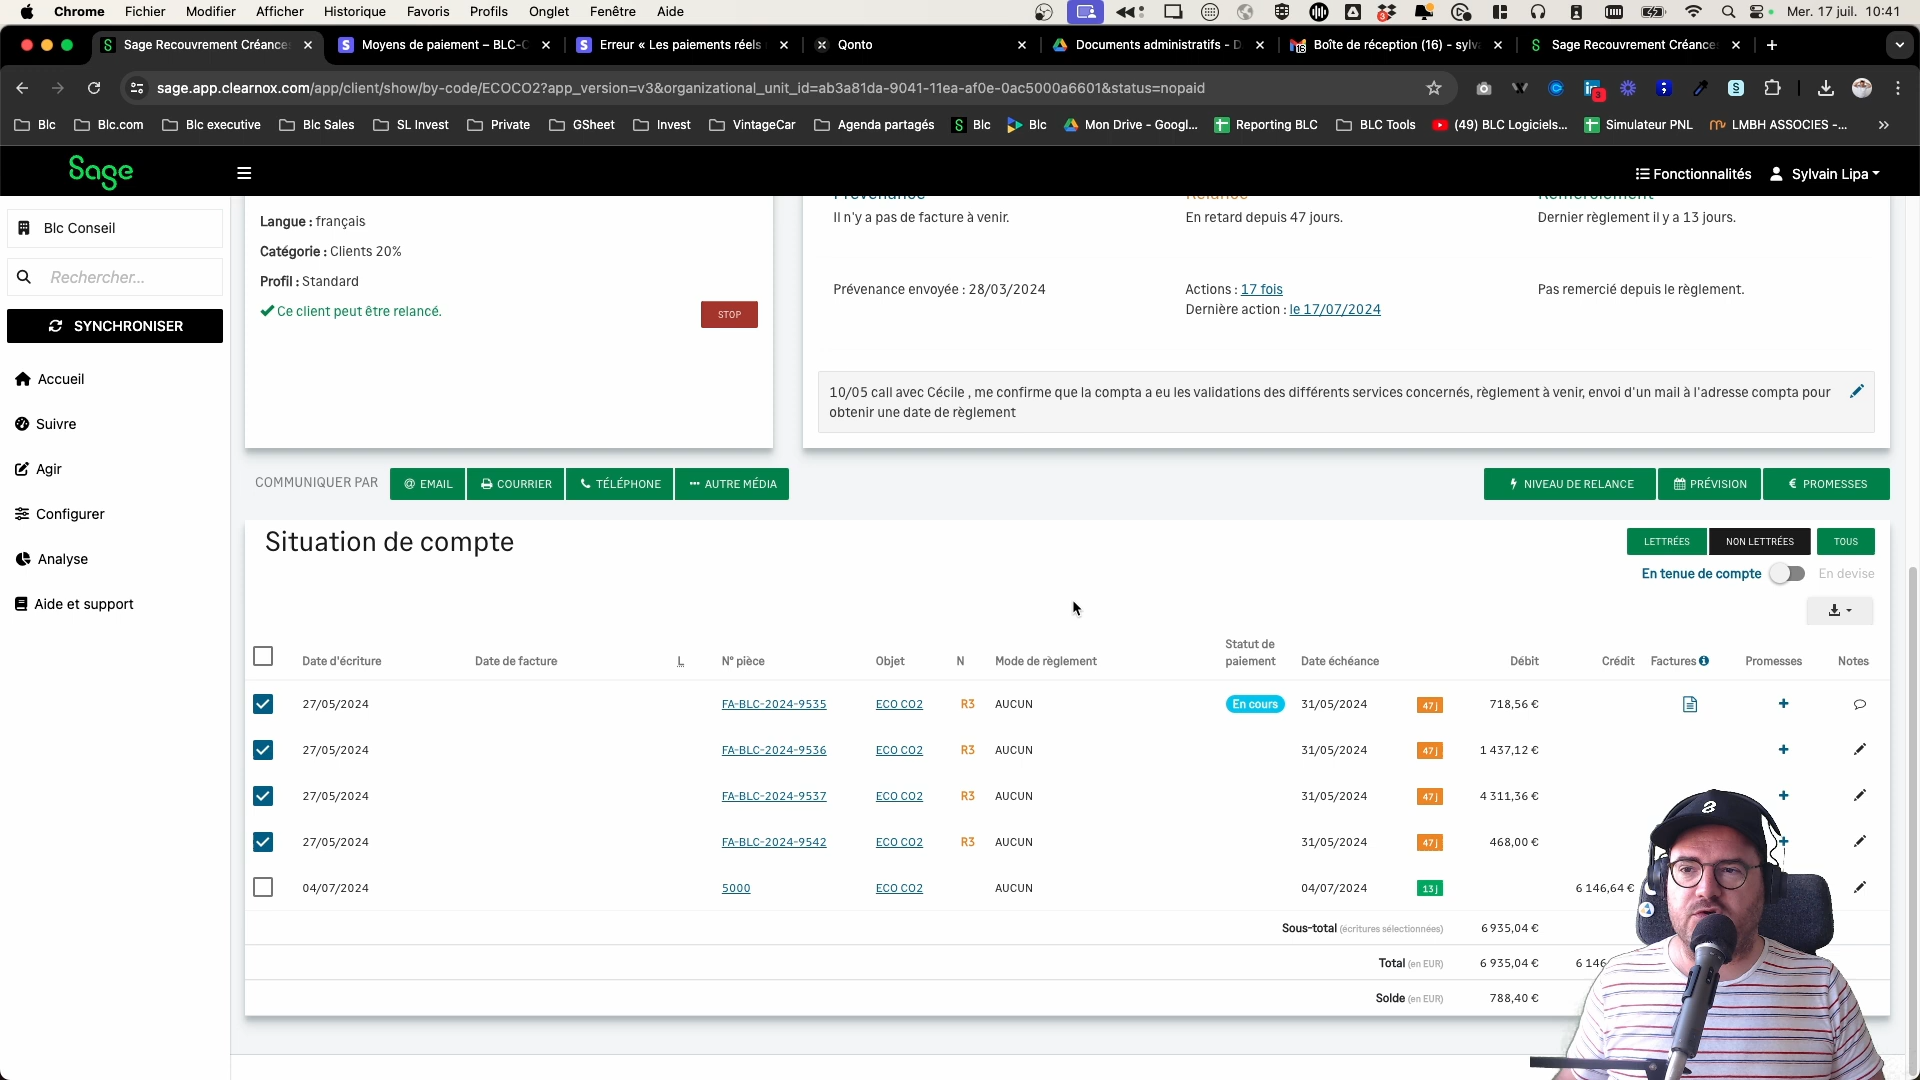 Chrome Fichier Modifier Afficher Historique Favoris Profils Onglet Fenêtre Aide Mer. 17 juil. 10:41
Sage Recouvrement Créance Moyens de paiement – BLC-C Erreur « Les paiements réels Qonto Documents administratifs - D Boîte de réception (16) - sylv Sage Recouvrement Créance
sage.app.clearnox.com/app/client/show/by-code/ECOCO2?app_version=v3&organizational_unit_id=ab3a81da-9041-11ea-af0e-0ac5000a6601&status=nopaid
Blc Blc.com Blc executive Blc Sales SL Invest Private GSheet Invest VintageCar Agenda partagés Blc Blc Mon Drive - Googl... Reporting BLC BLC Tools (49) BLC Logiciels... Simulateur PNL LMBH ASSOCIES -...
Sage Fonctionnalités Sylvain Lipa
Blc Conseil
Rechercher...
SYNCHRONISER
Accueil
Suivre
Agir
Configurer
Analyse
Aide et support
Langue : français
Catégorie : Clients 20%
Profil : Standard
Ce client peut être relancé.
STOP
Prévenance Relance Remerciement
Il n'y a pas de facture à venir. En retard depuis 47 jours. Dernier règlement il y a 13 jours.
Prévenance envoyée : 28/03/2024 Actions : 17 fois Pas remercié depuis le règlement.
Dernière action : le 17/07/2024
10/05 call avec Cécile , me confirme que la compta a eu les validations des différents services concernés, règlement à venir, envoi d'un mail à l'adresse compta pour
obtenir une date de règlement
COMMUNIQUER PAR EMAIL COURRIER TÉLÉPHONE AUTRE MÉDIA NIVEAU DE RELANCE PRÉVISION PROMESSES
Situation de compte LETTRÉES NON LETTRÉES TOUS
En tenue de compte En devise
Date d'écriture Date de facture L N° pièce Objet N Mode de règlement Statut de paiement Date échéance Débit Crédit Factures Promesses Notes
27/05/2024 FA-BLC-2024-9535 ECO CO2 R3 AUCUN En cours 31/05/2024 47 j 718,56 €
27/05/2024 FA-BLC-2024-9536 ECO CO2 R3 AUCUN 31/05/2024 47 j 1 437,12 €
27/05/2024 FA-BLC-2024-9537 ECO CO2 R3 AUCUN 31/05/2024 47 j 4 311,36 €
27/05/2024 FA-BLC-2024-9542 ECO CO2 R3 AUCUN 31/05/2024 47 j 468,00 €
04/07/2024 5000 ECO CO2 AUCUN 04/07/2024 13 j 6 146,64 €
Sous-total (écritures sélectionnées) 6 935,04 €
Total (en EUR) 6 935,04 € 6 146
Solde (en EUR) 788,40 €